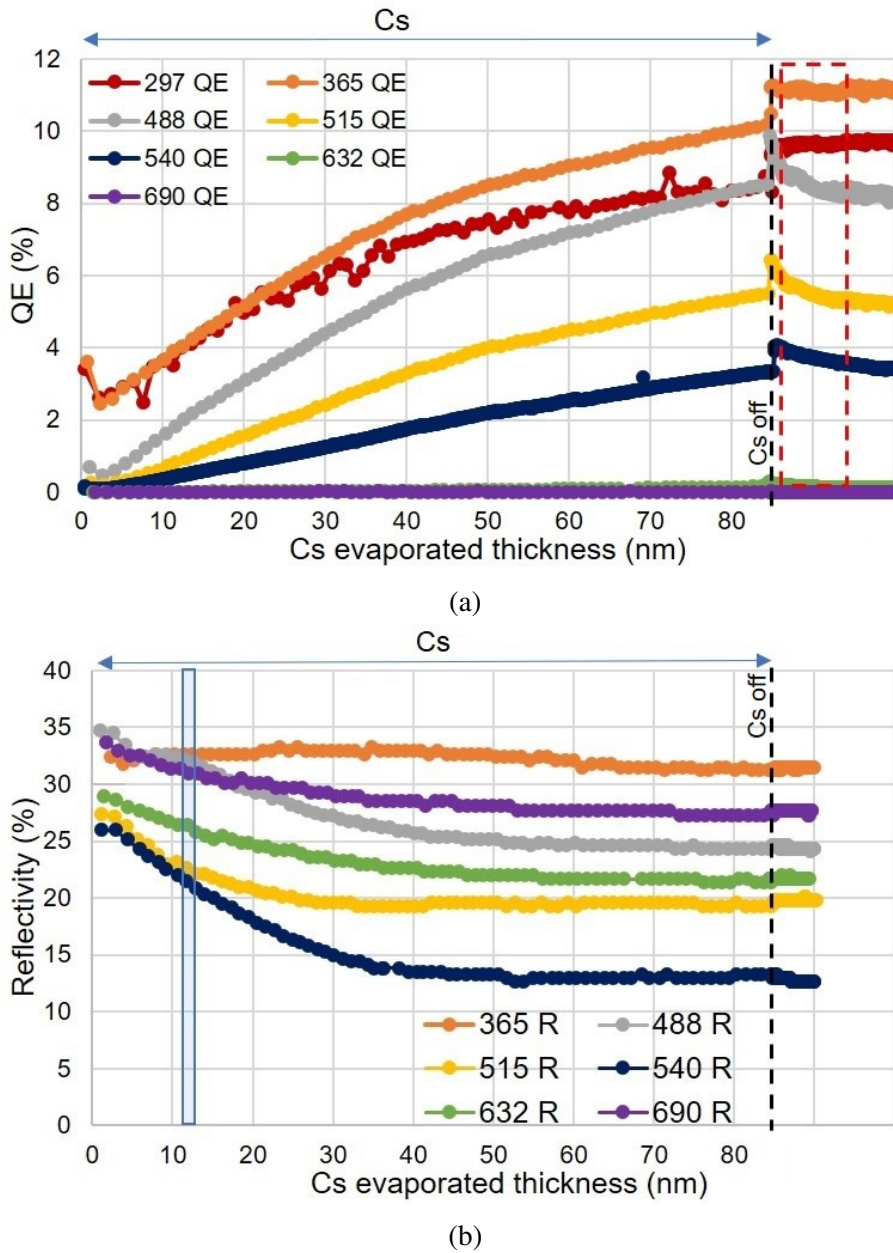 Cs
12
10
8
6
4
2
0
QE (%)
297 QE 365 QE
488 QE 515 QE
540 QE 632 QE
690 QE
Cs off
0 10 20 30 40 50 60 70 80
Cs evaporated thickness (nm)
(a)
Cs
40
35
30
25
20
15
10
5
0
Reflectivity (%)
Cs off
365 R 488 R
515 R 540 R
632 R 690 R
0 10 20 30 40 50 60 70 80
Cs evaporated thickness (nm)
(b)